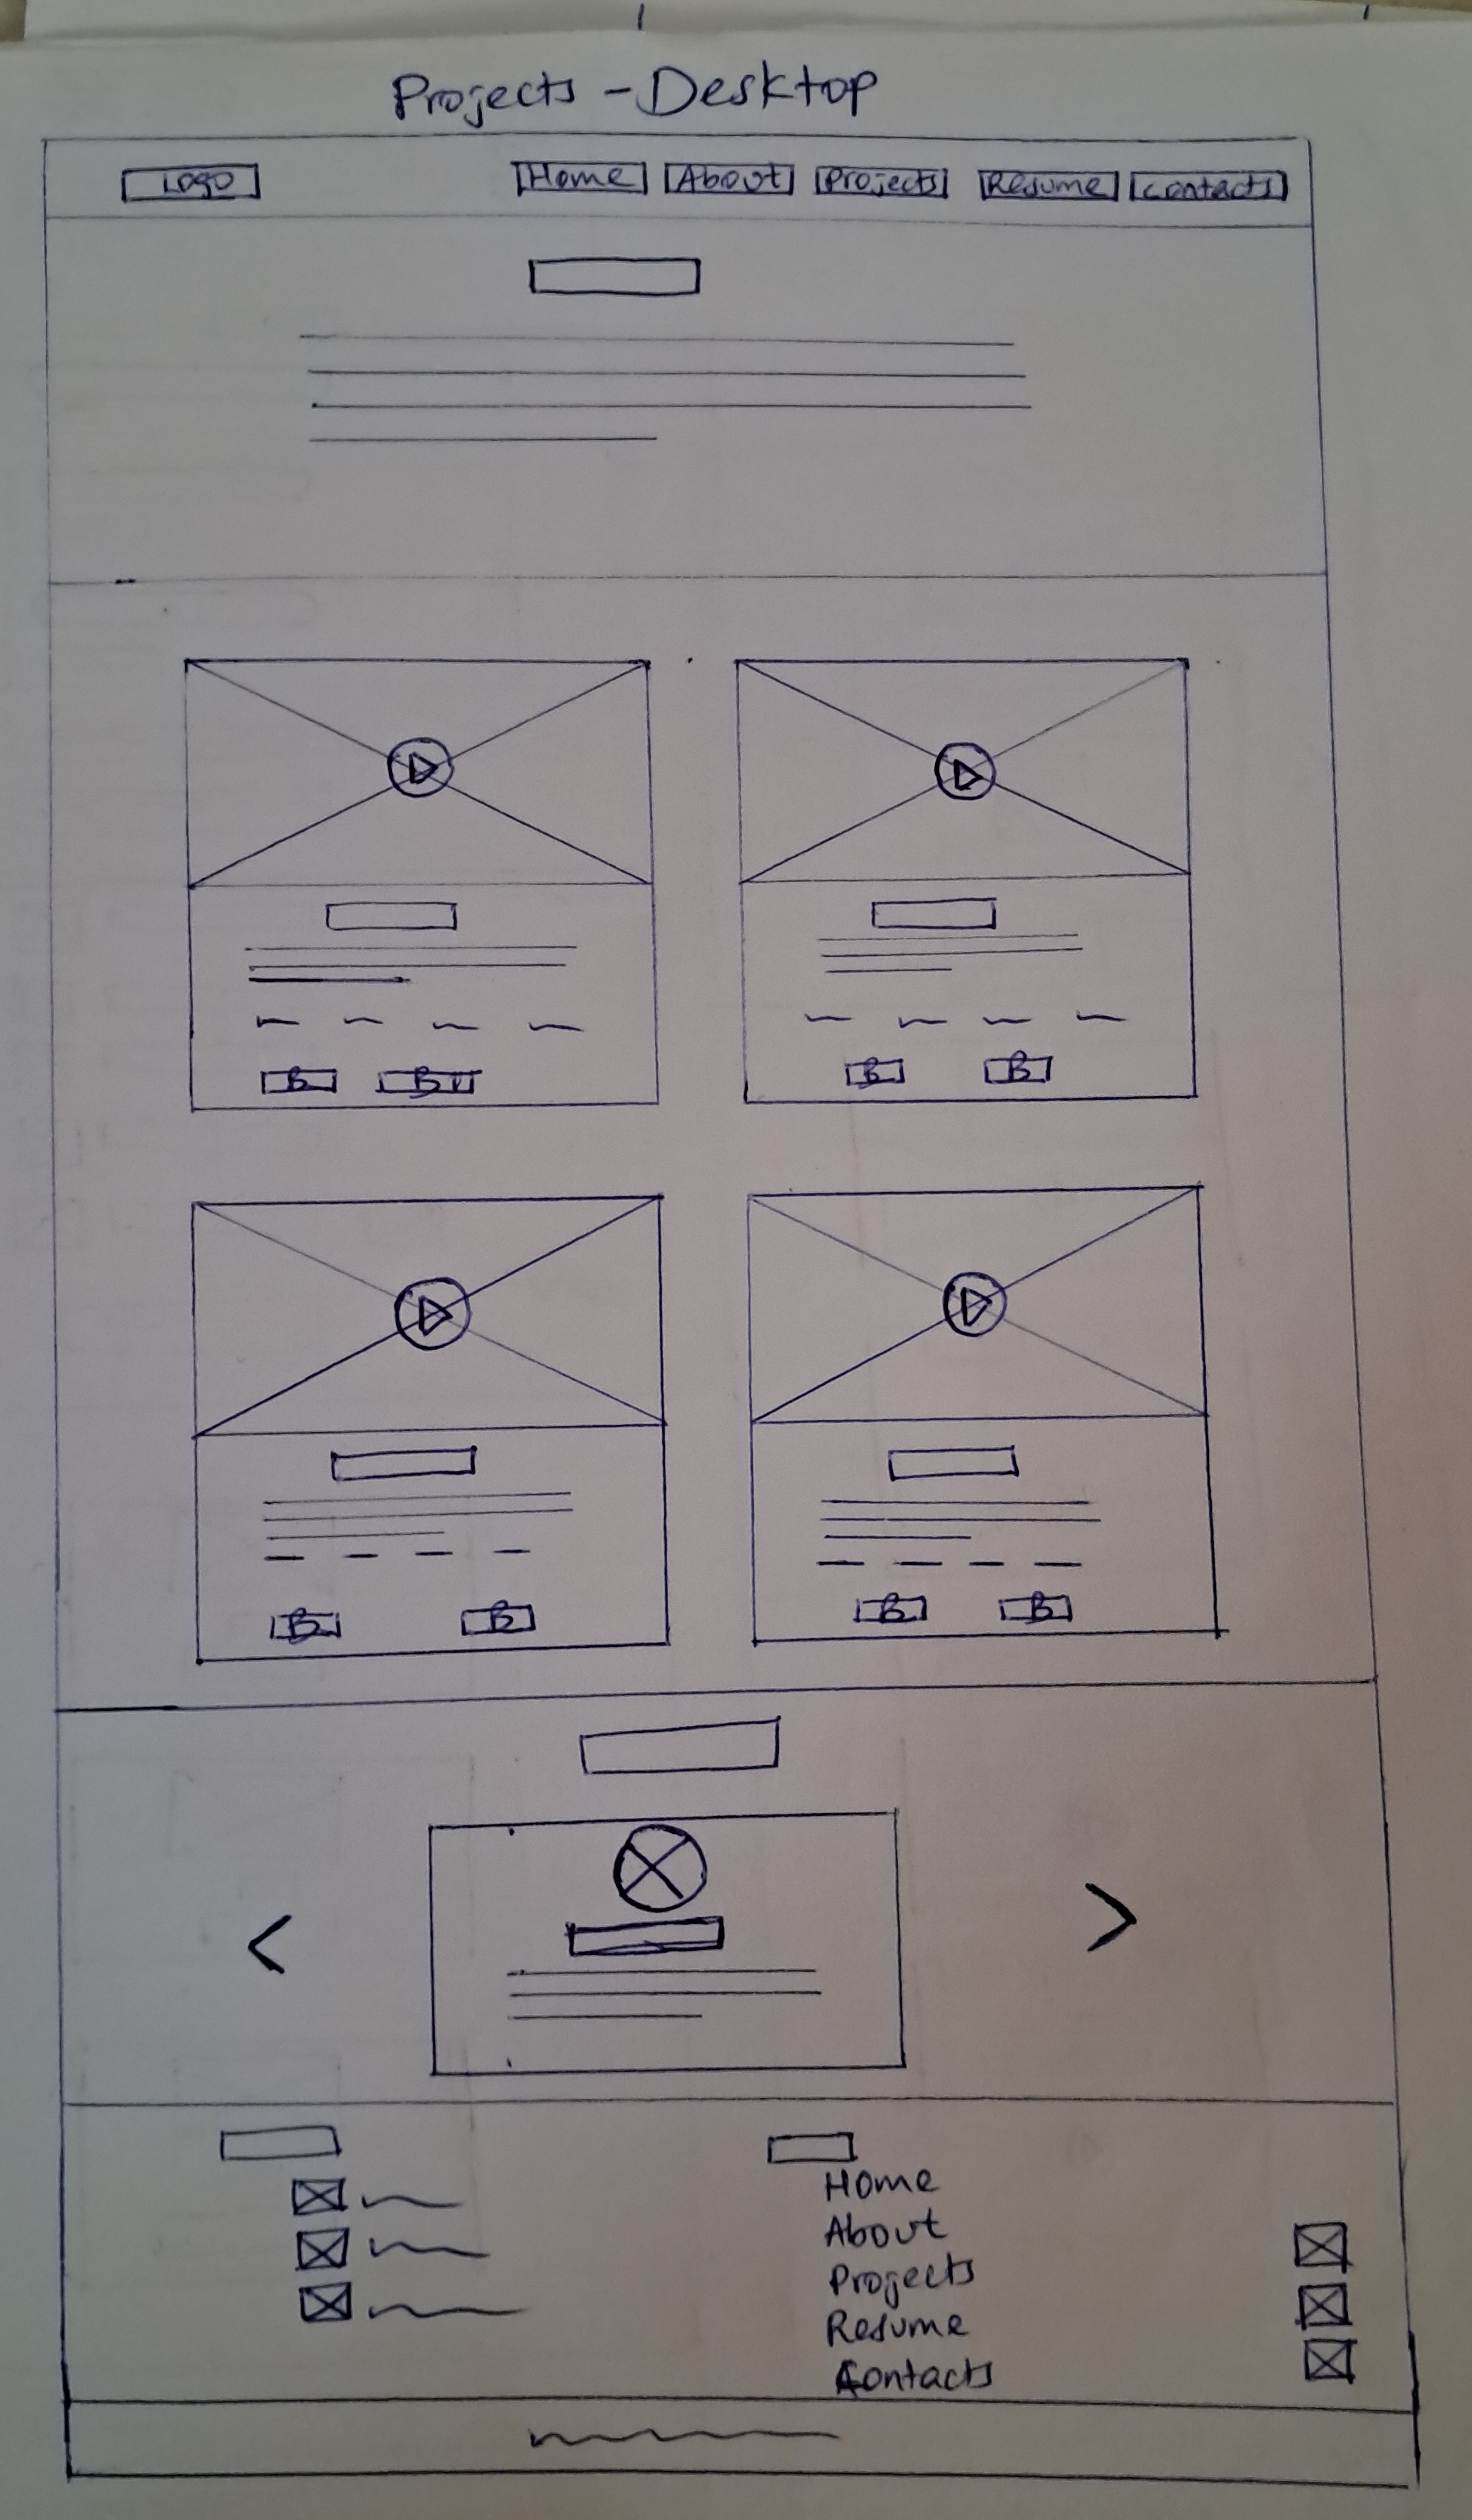 Projects - Desktop
Logo Home About Projects Resume Contacts
B B B B
B B B B
Home
About
Projects
Resume
Contacts